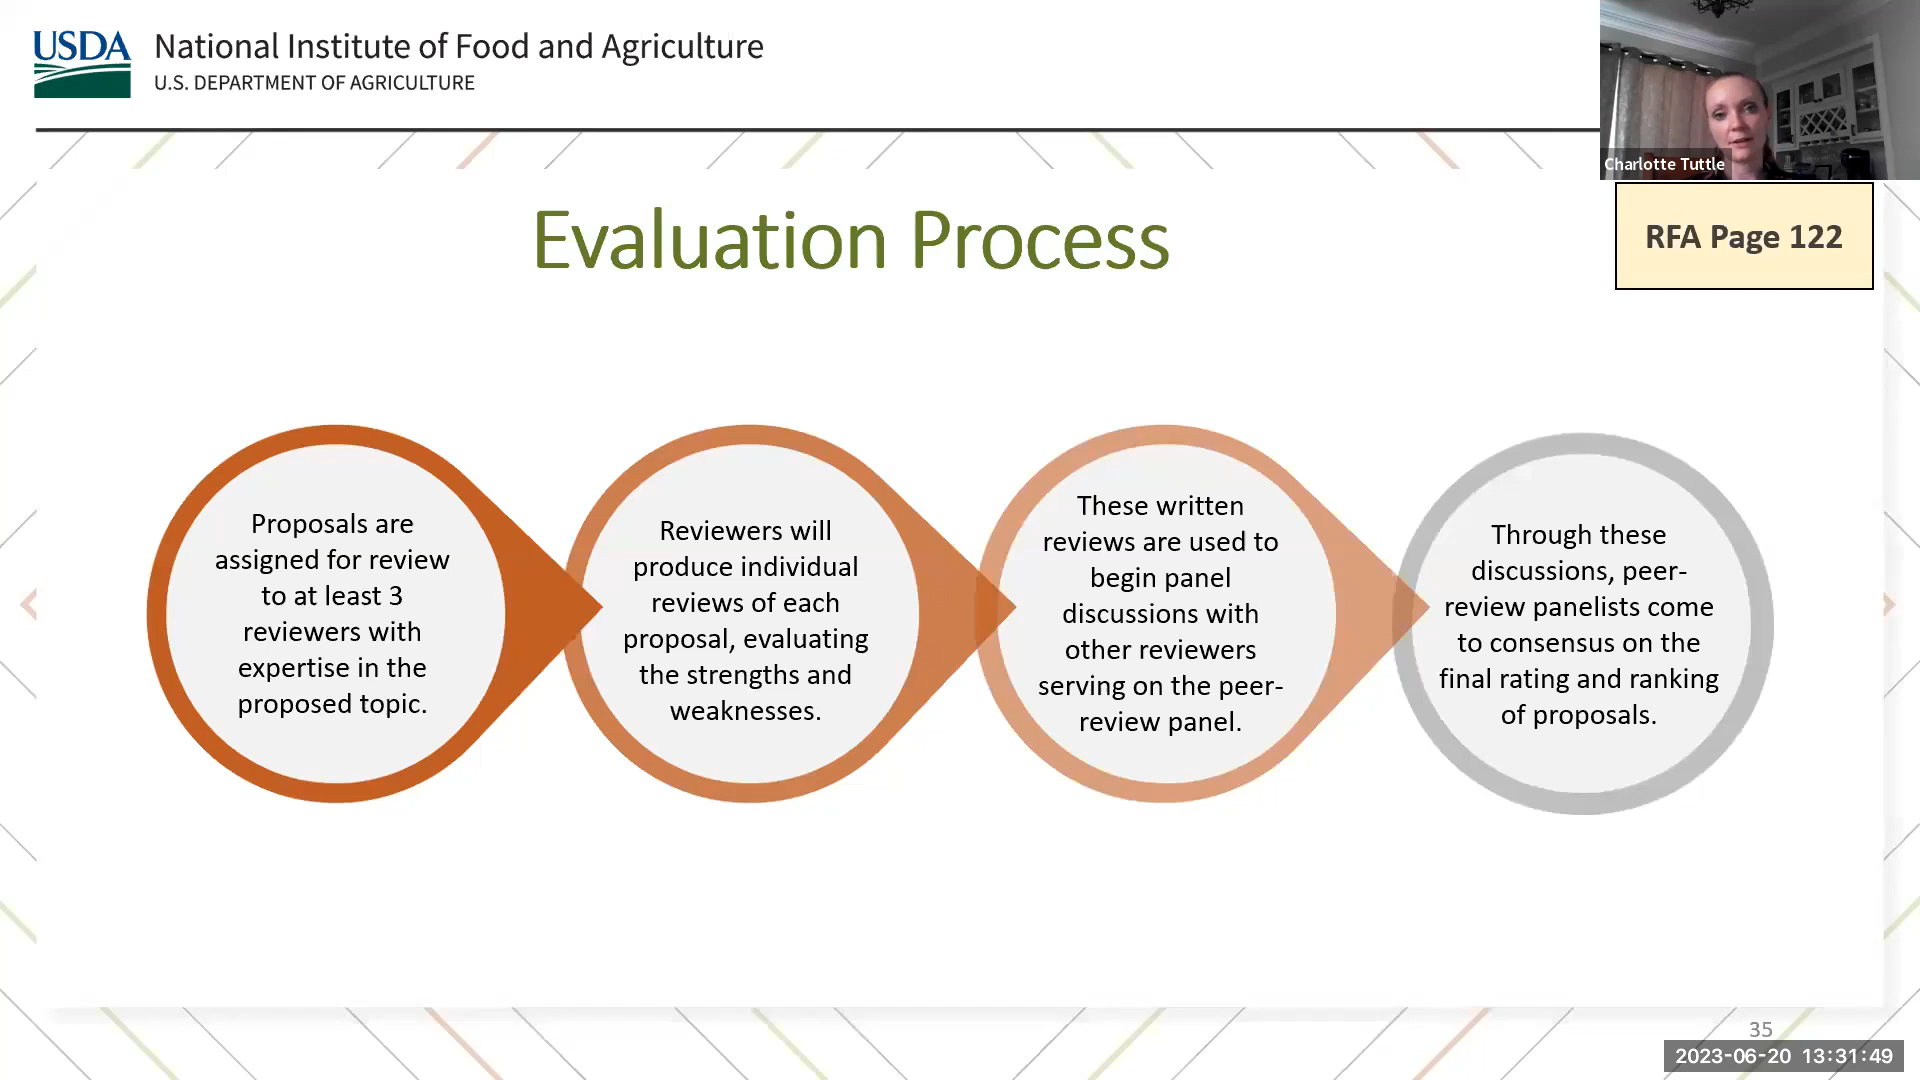 USDA
National Institute of Food and Agriculture
U.S. DEPARTMENT OF AGRICULTURE
Charlotte Tuttle
Evaluation Process
RFA Page 122
Proposals are
assigned for review
to at least 3
reviewers with
expertise in the
proposed topic.
Reviewers will
produce individual
reviews of each
proposal, evaluating
the strengths and
weaknesses.
These written
reviews are used to
begin panel
discussions with
other reviewers
serving on the peer-
review panel.
Through these
discussions, peer-
review panelists come
to consensus on the
final rating and ranking
of proposals.
35
2023-06-20 13:31:49